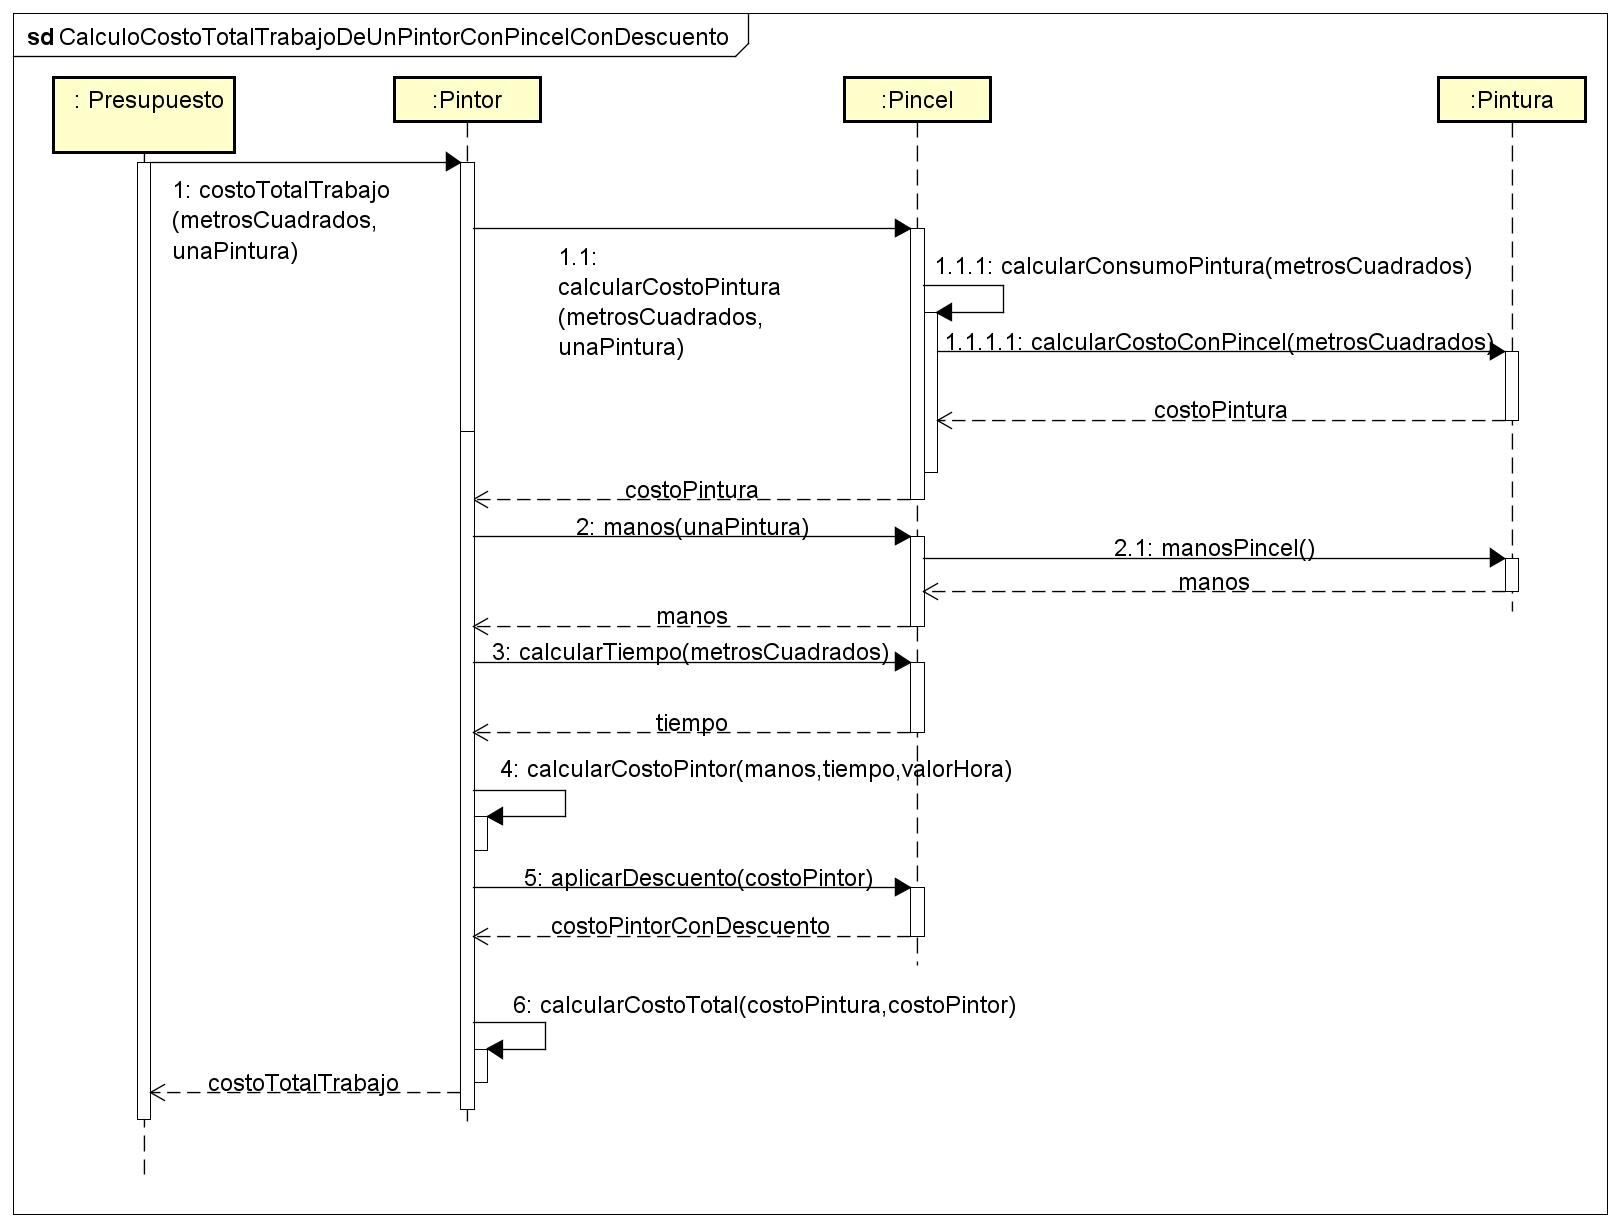 sd CalculoCostoTotalTrabajoDeUnPintorConPincelConDescuento
: Presupuesto
:Pintor
:Pincel
:Pintura
1: costoTotalTrabajo
(metrosCuadrados,
unaPintura)
1.1:
calcularCostoPintura
(metrosCuadrados,
unaPintura)
1.1.1: calcularConsumoPintura(metrosCuadrados)
1.1.1.1: calcularCostoConPincel(metrosCuadrados)
costoPintura
costoPintura
2: manos(unaPintura)
2.1: manosPincel()
manos
manos
3: calcularTiempo(metrosCuadrados)
tiempo
4: calcularCostoPintor(manos,tiempo,valorHora)
5: aplicarDescuento(costoPintor)
costoPintorConDescuento
6: calcularCostoTotal(costoPintura,costoPintor)
costoTotalTrabajo